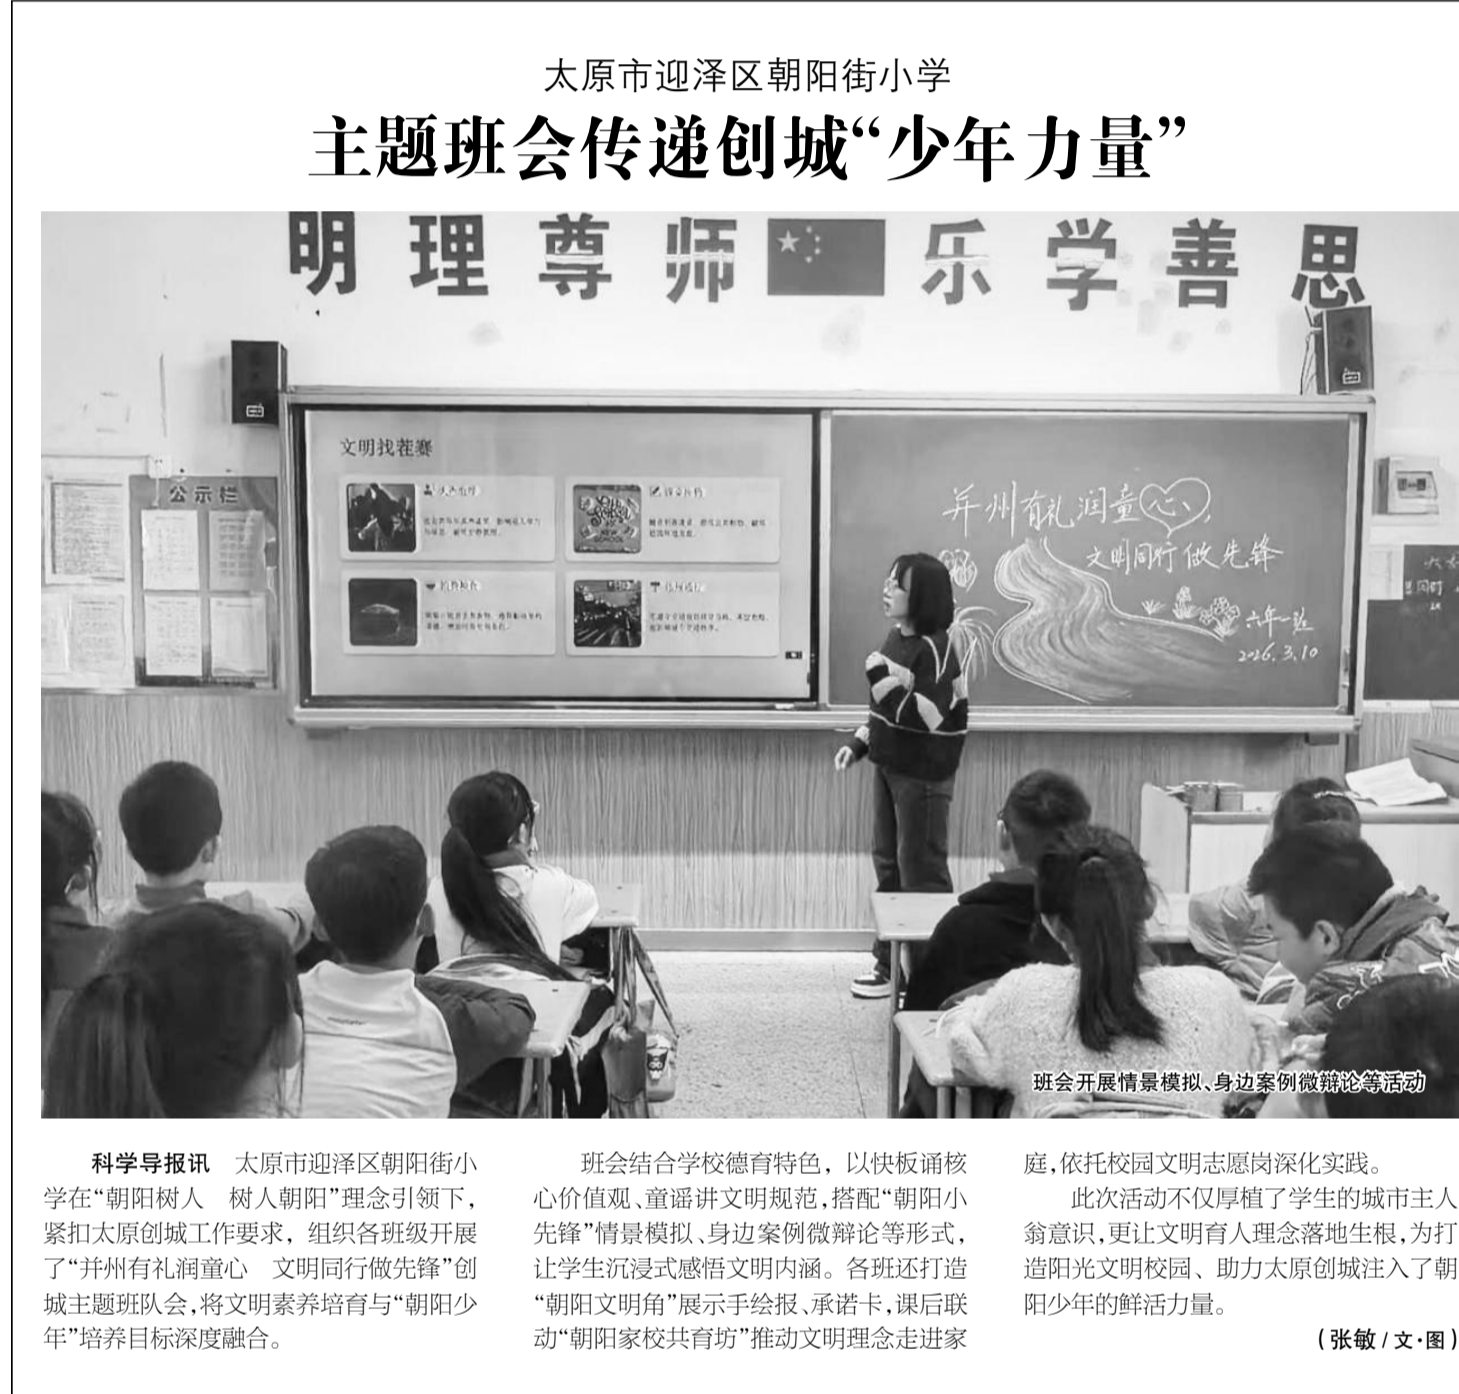 太原市迎泽区朝阳街小学
主题班会传递创城“少年力量”
明理尊师 乐学善思
公示栏
文明找茬赛
并州有礼润童心
文明同行做先锋
六年一班
2026.3.10
班会开展情景模拟、身边案例微辩论等活动
科学导报讯　太原市迎泽区朝阳街小
学在“朝阳树人　树人朝阳”理念引领下，
紧扣太原创城工作要求，组织各班级开展
了“并州有礼润童心　文明同行做先锋”创
城主题班队会，将文明素养培育与“朝阳少
年”培养目标深度融合。
班会结合学校德育特色，以快板诵核
心价值观、童谣讲文明规范，搭配“朝阳小
先锋”情景模拟、身边案例微辩论等形式，
让学生沉浸式感悟文明内涵。各班还打造
“朝阳文明角”展示手绘报、承诺卡，课后联
动“朝阳家校共育坊”推动文明理念走进家
庭，依托校园文明志愿岗深化实践。
此次活动不仅厚植了学生的城市主人
翁意识，更让文明育人理念落地生根，为打
造阳光文明校园、助力太原创城注入了朝
阳少年的鲜活力量。
（张敏 / 文·图）